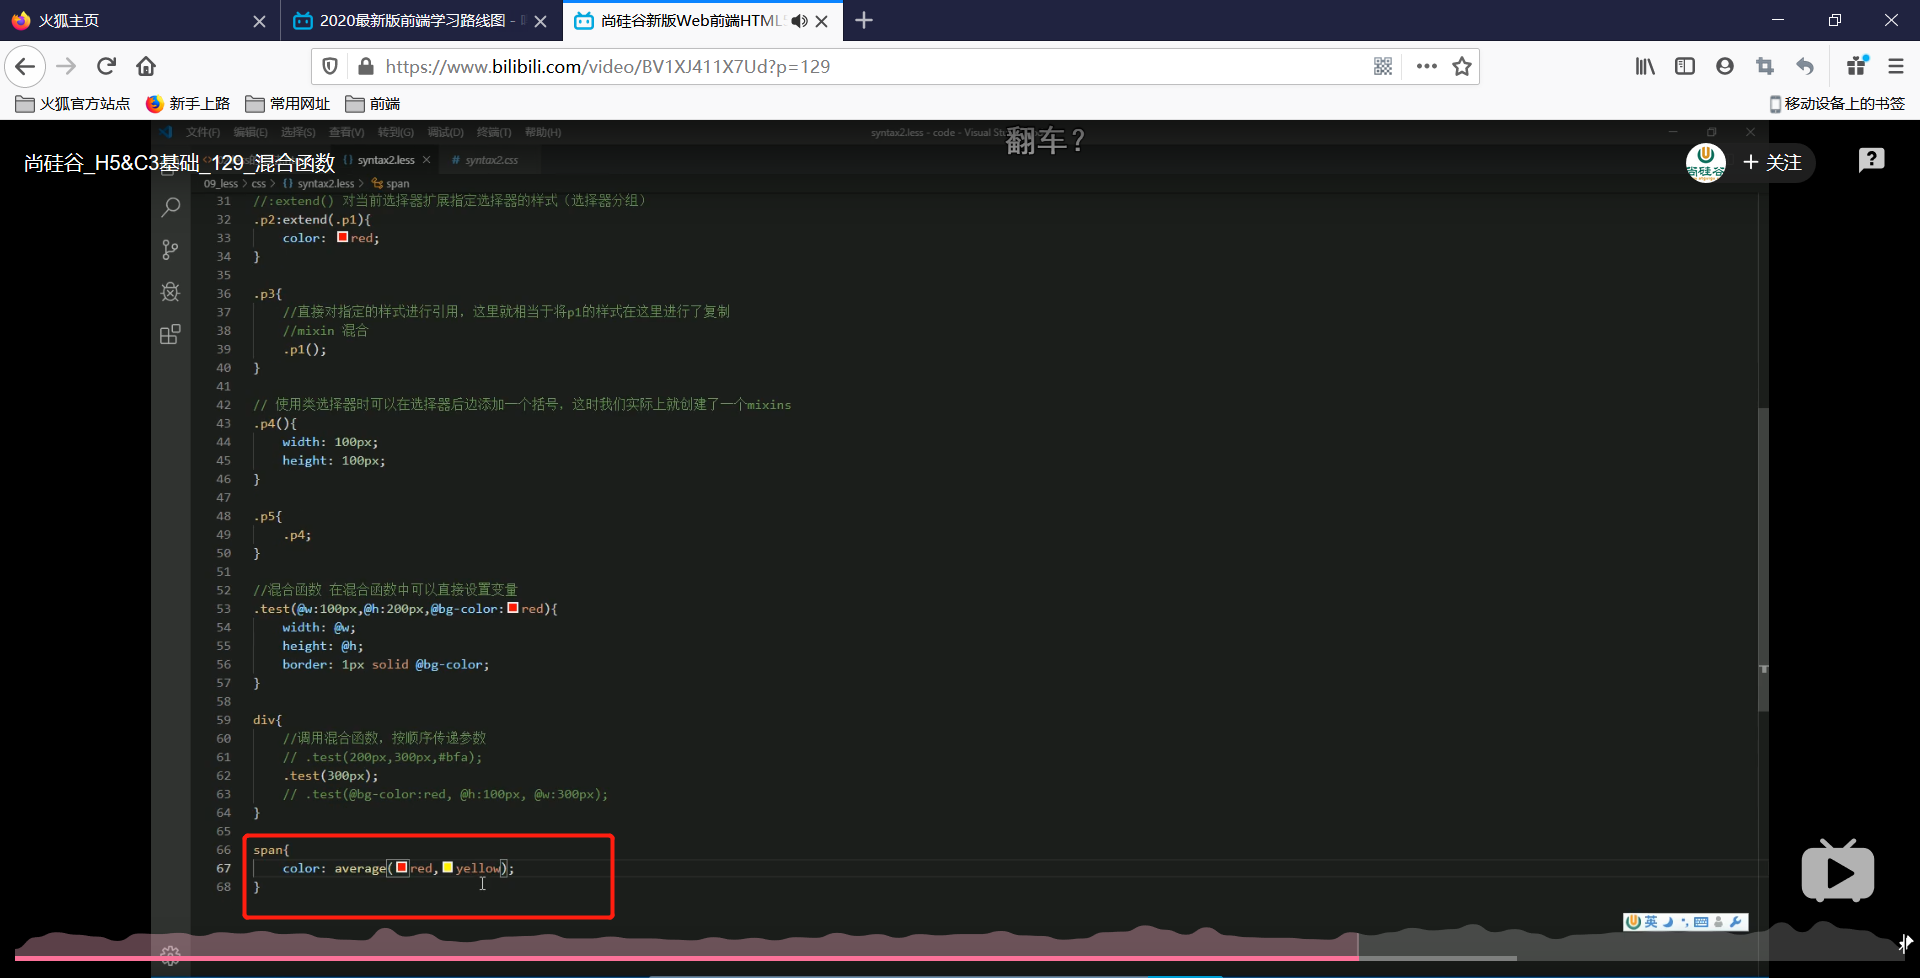 火狐主页
2020最新版前端学习路线图 -
尚硅谷新版Web前端HTML
https://www.bilibili.com/video/BV1XJ411X7Ud?p=129
火狐官方站点
新手上路
常用网址
前端
移动设备上的书签
文件(F) 编辑(E) 选择(S) 查看(V) 转到(G) 调试(D) 终端(T) 帮助(H)
syntax2.less - code - Visual St
翻车？
尚硅谷_H5&C3基础_129_混合函数
syntax2.less
# syntax2.css
尚硅谷
+ 关注
09_less > css > {} syntax2.less > span
31 //:extend() 对当前选择器扩展指定选择器的样式（选择器分组）
32 .p2:extend(.p1){
33 color: red;
34 }
35
36 .p3{
37 //直接对指定的样式进行引用，这里就相当于将p1的样式在这里进行了复制
38 //mixin 混合
39 .p1();
40 }
41
42 // 使用类选择器时可以在选择器后边添加一个括号，这时我们实际上就创建了一个mixins
43 .p4(){
44 width: 100px;
45 height: 100px;
46 }
47
48 .p5{
49 .p4;
50 }
51
52 //混合函数 在混合函数中可以直接设置变量
53 .test(@w:100px,@h:200px,@bg-color:red){
54 width: @w;
55 height: @h;
56 border: 1px solid @bg-color;
57 }
58
59 div{
60 //调用混合函数，按顺序传递参数
61 // .test(200px,300px,#bfa);
62 .test(300px);
63 // .test(@bg-color:red, @h:100px, @w:300px);
64 }
65
66 span{
67 color: average(red,yellow);
68 }
英